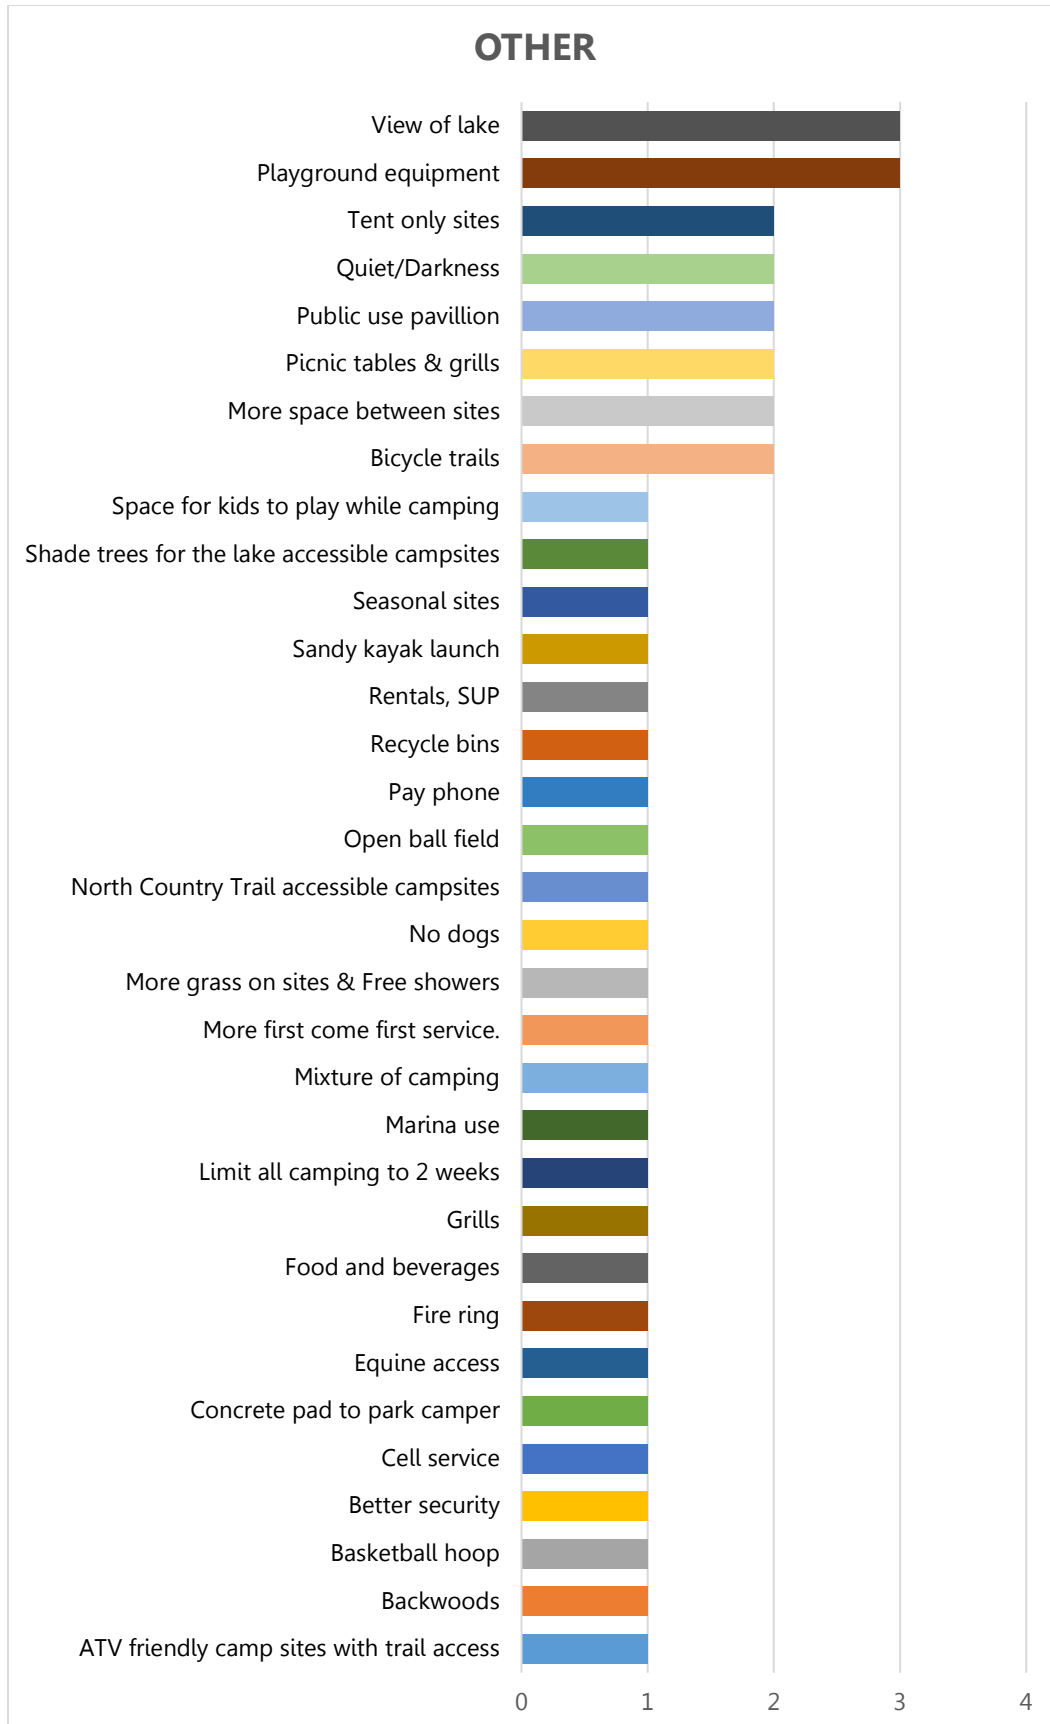 OTHER
View of lake
Playground equipment
Tent only sites
Quiet/Darkness
Public use pavillion
Picnic tables & grills
More space between sites
Bicycle trails
Space for kids to play while camping
Shade trees for the lake accessible campsites
Seasonal sites
Sandy kayak launch
Rentals, SUP
Recycle bins
Pay phone
Open ball field
North Country Trail accessible campsites
No dogs
More grass on sites & Free showers
More first come first service.
Mixture of camping
Marina use
Limit all camping to 2 weeks
Grills
Food and beverages
Fire ring
Equine access
Concrete pad to park camper
Cell service
Better security
Basketball hoop
Backwoods
ATV friendly camp sites with trail access
0 1 2 3 4